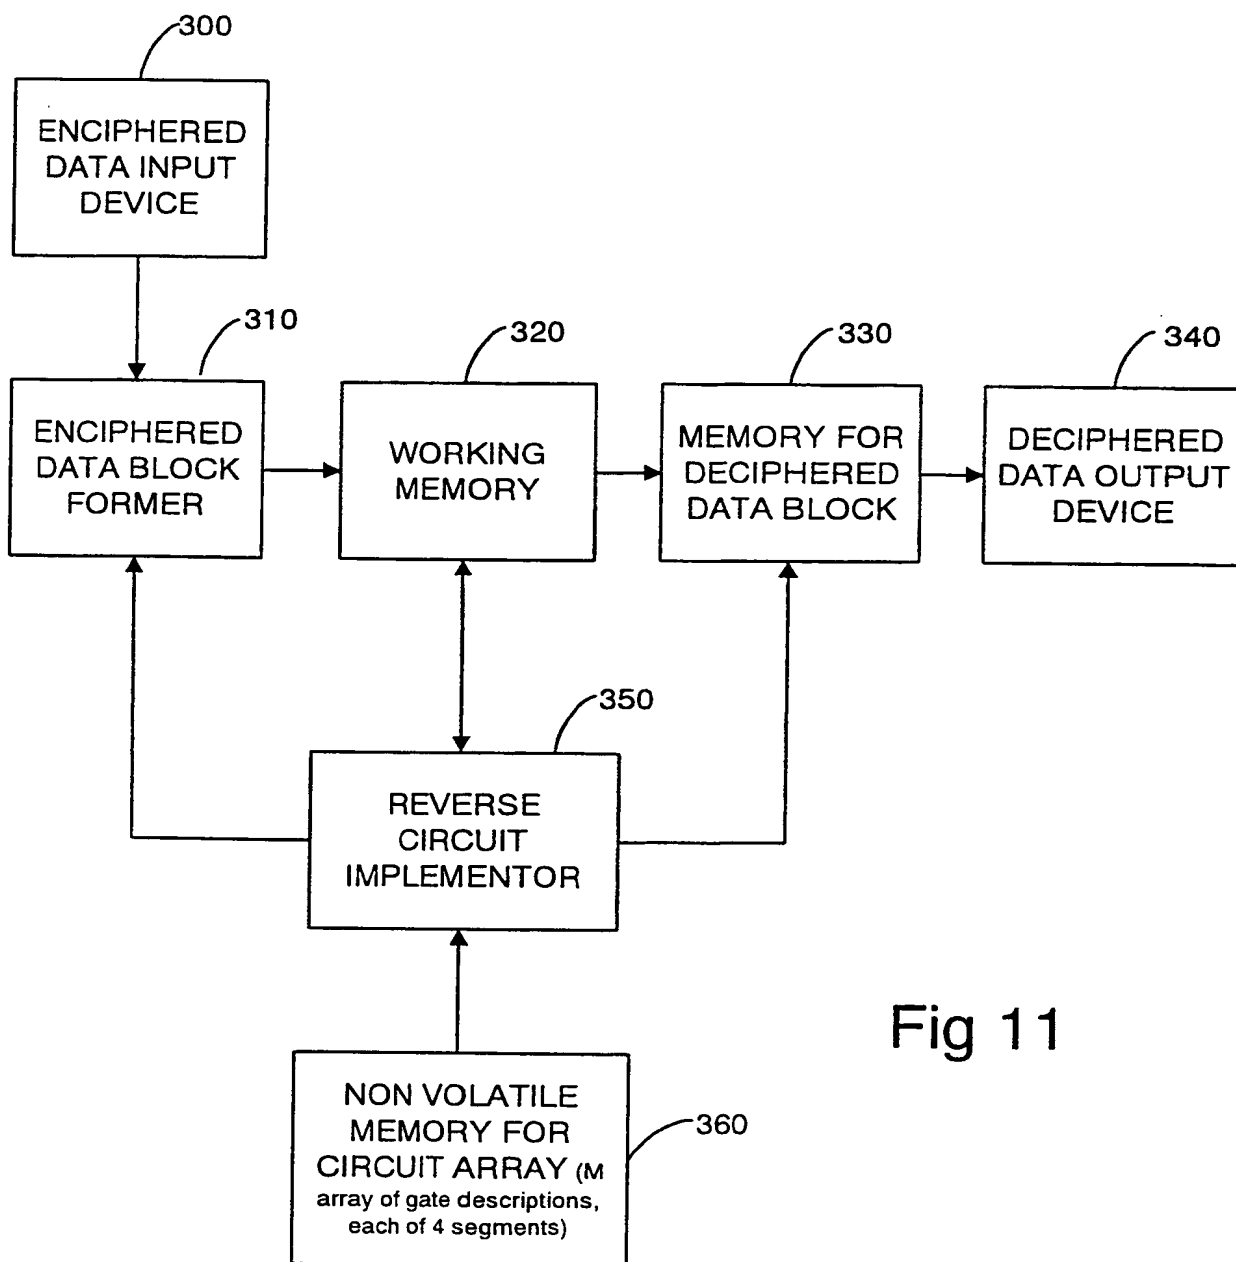 300
ENCIPHERED
DATA INPUT
DEVICE
310
ENCIPHERED
DATA BLOCK
FORMER
320
WORKING
MEMORY
330
MEMORY FOR
DECIPHERED
DATA BLOCK
340
DECIPHERED
DATA OUTPUT
DEVICE
350
REVERSE
CIRCUIT
IMPLEMENTOR
360
NON VOLATILE
MEMORY FOR
CIRCUIT ARRAY (M
array of gate descriptions,
each of 4 segments)
Fig 11